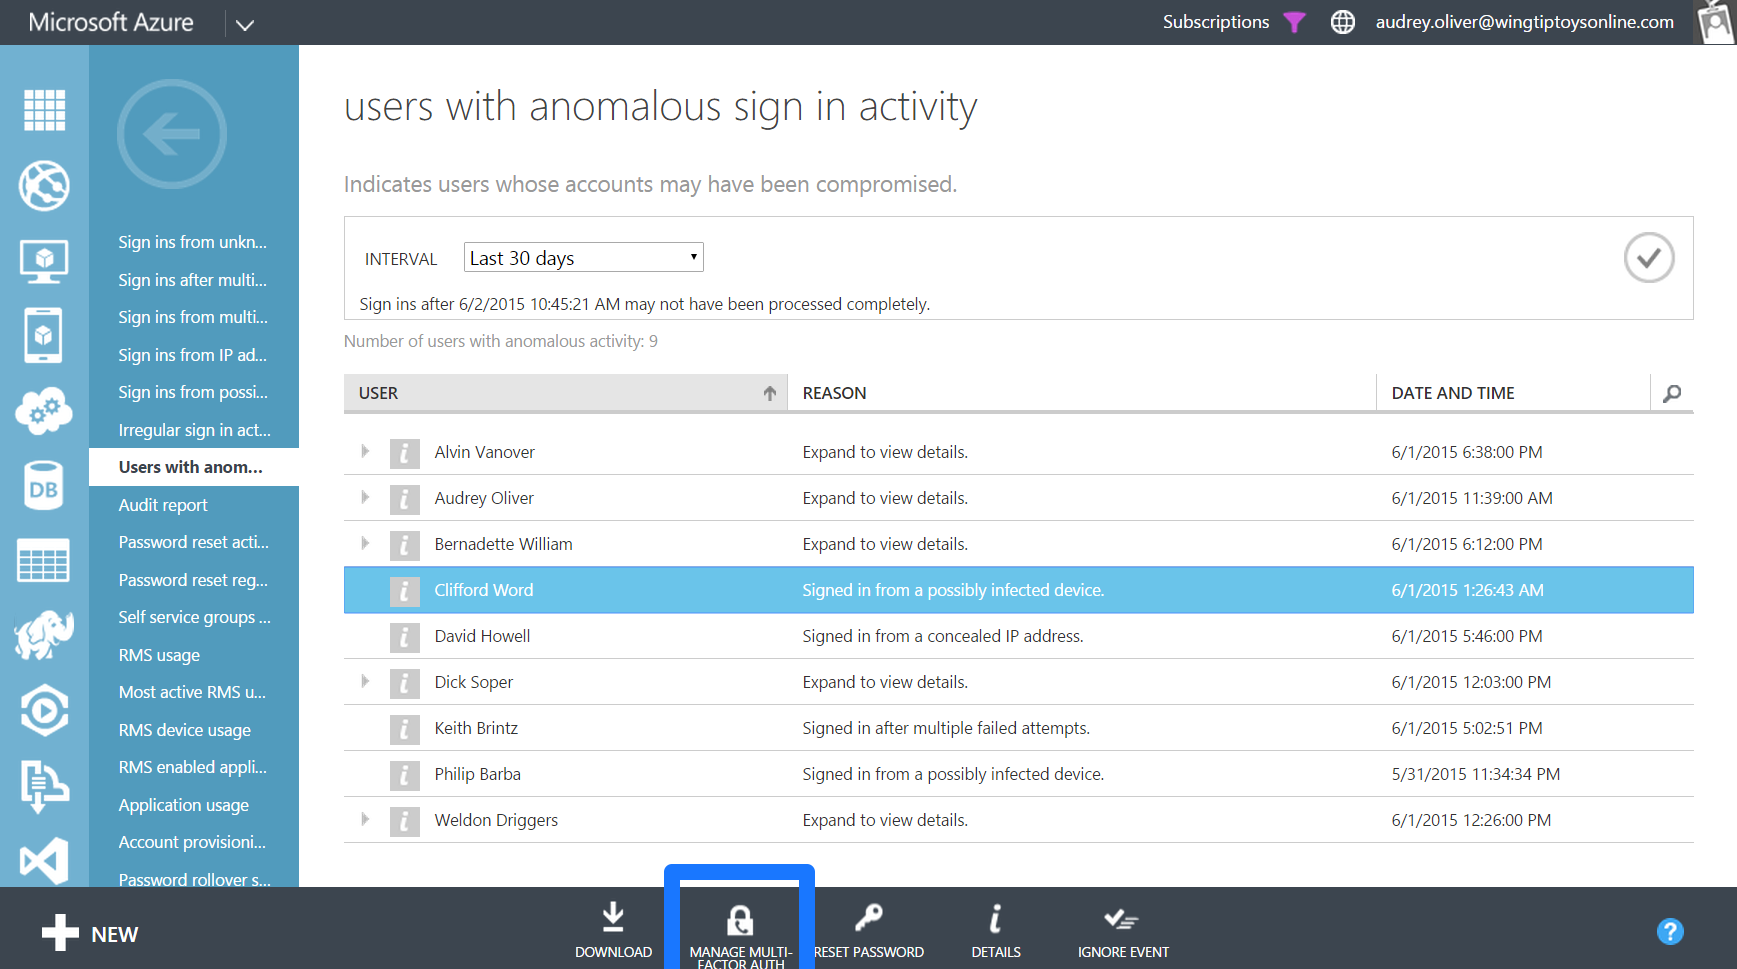 Microsoft Azure
Subscriptions
audrey.oliver@wingtiptoysonline.com
Sign ins from unkn...
Sign ins after multi...
Sign ins from multi...
Sign ins from IP ad...
Sign ins from possi...
Irregular sign in act...
Users with anom...
Audit report
Password reset acti...
Password reset reg...
Self service groups ...
RMS usage
Most active RMS u...
RMS device usage
RMS enabled appli...
Application usage
Account provisioni...
Password rollover s...
DB
users with anomalous sign in activity
Indicates users whose accounts may have been compromised.
INTERVAL Last 30 days
Sign ins after 6/2/2015 10:45:21 AM may not have been processed completely.
Number of users with anomalous activity: 9
USER REASON DATE AND TIME
i Alvin Vanover Expand to view details. 6/1/2015 6:38:00 PM
i Audrey Oliver Expand to view details. 6/1/2015 11:39:00 AM
i Bernadette William Expand to view details. 6/1/2015 6:12:00 PM
i Clifford Word Signed in from a possibly infected device. 6/1/2015 1:26:43 AM
i David Howell Signed in from a concealed IP address. 6/1/2015 5:46:00 PM
i Dick Soper Expand to view details. 6/1/2015 12:03:00 PM
i Keith Brintz Signed in after multiple failed attempts. 6/1/2015 5:02:51 PM
i Philip Barba Signed in from a possibly infected device. 5/31/2015 11:34:34 PM
i Weldon Driggers Expand to view details. 6/1/2015 12:26:00 PM
NEW
DOWNLOAD
MANAGE MULTI-
FACTOR AUTH
RESET PASSWORD
i
DETAILS
IGNORE EVENT
?